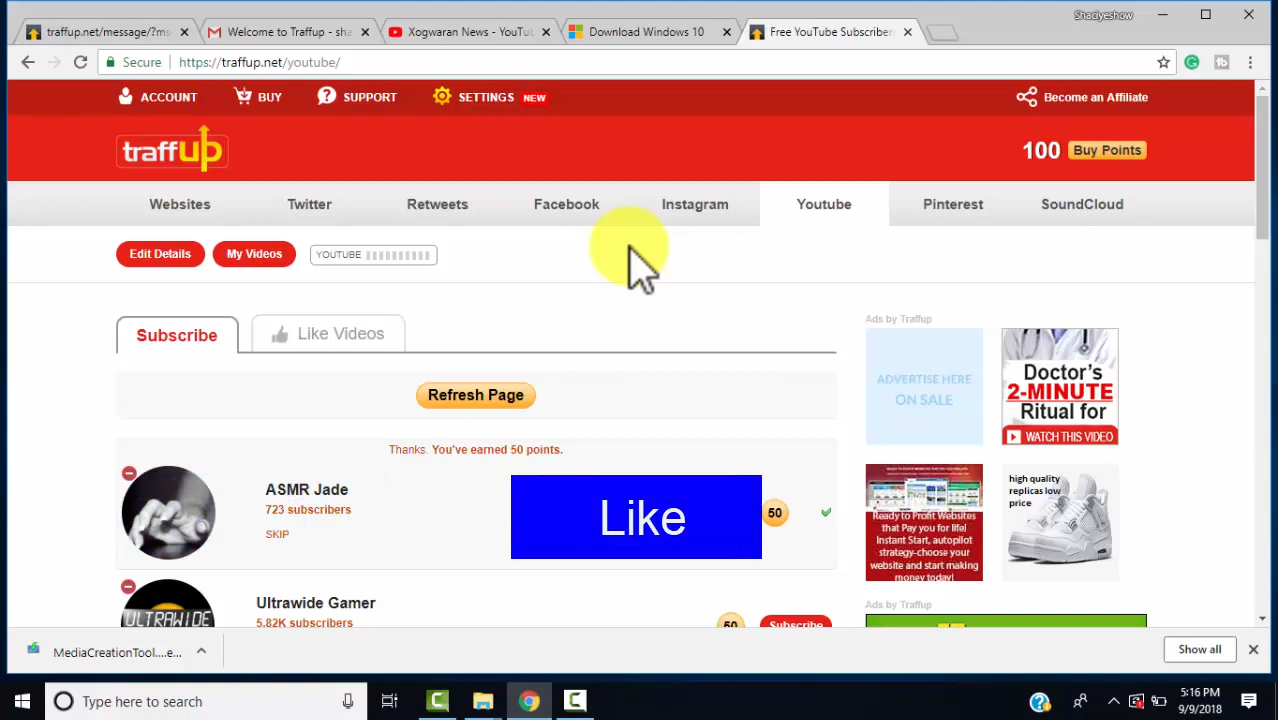 Shaciyeshow
traffup.net/message/?ms
Welcome to Traffup - sha
Xogwaran News - YouTu
Download Windows 10
Free YouTube Subscriber
Secure
https://traffup.net/youtube/
ACCOUNT
BUY
SUPPORT
SETTINGS NEW
Become an Affiliate
traffUp
100
Buy Points
Websites
Twitter
Retweets
Facebook
Instagram
Youtube
Pinterest
SoundCloud
Edit Details
My Videos
YOUTUBE
Subscribe
Like Videos
Refresh Page
Thanks. You've earned 50 points.
ASMR Jade
723 subscribers
SKIP
Like
50
Ultrawide Gamer
5.82K subscribers
ULTRAWIDE
50
Subscribe
Ads by Traffup
ADVERTISE HERE
ON SALE
Doctor's
2-MINUTE
Ritual for
WATCH THIS VIDEO
Ready to Profit Websites
that Pay you for life!
Instant Start, autopilot
strategy-choose your
website and start making
money today!
high quality
replicas low
price
Ads by Traffup
MediaCreationTool....e...
Show all
Type here to search
5:16 PM
9/9/2018